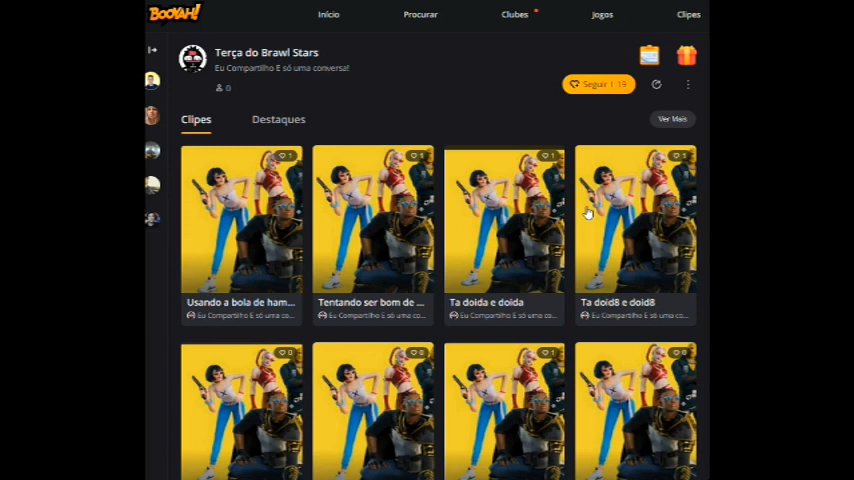 BOOYAH!
Início
Procurar
Clubes
Jogos
Clipes
Terça do Brawl Stars
Eu Compartilho E só uma conversa!
0
Seguir | 19
Clipes
Destaques
Ver Mais
1
1
1
1
Usando a bola de ham...
Tentando ser bom de ...
Ta doida e doida
Ta doid8 e doid8
Eu Compartilho E só uma co...
Eu Compartilho E só uma co...
Eu Compartilho E só uma co...
Eu Compartilho E só uma co...
0
0
1
0